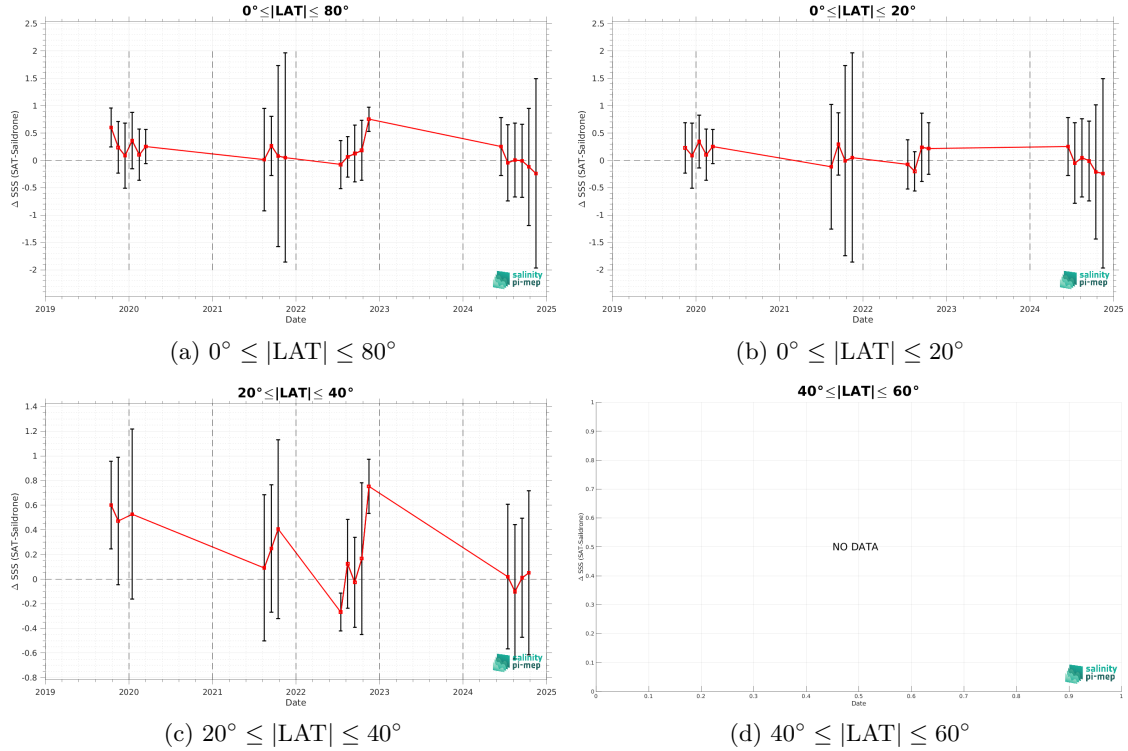 0°≤|LAT|≤ 80°
2.5
2
1.5
1
0.5
0
-0.5
-1
-1.5
-2
Δ SSS (SAT-Saildrone)
2019 2020 2021 2022 2023 2024 2025
Date
salinity
pi-mep
(a) 0° ≤ |LAT| ≤ 80°
0°≤|LAT|≤ 20°
2.5
2
1.5
1
0.5
0
-0.5
-1
-1.5
-2
Δ SSS (SAT-Saildrone)
2019 2020 2021 2022 2023 2024 2025
Date
salinity
pi-mep
(b) 0° ≤ |LAT| ≤ 20°
20°≤|LAT|≤ 40°
1.4
1.2
1
0.8
0.6
0.4
0.2
0
-0.2
-0.4
-0.6
-0.8
Δ SSS (SAT-Saildrone)
2019 2020 2021 2022 2023 2024 2025
Date
salinity
pi-mep
(c) 20° ≤ |LAT| ≤ 40°
40°≤|LAT|≤ 60°
1
0.9
0.8
0.7
0.6
0.5
0.4
0.3
0.2
0.1
0
Δ SSS (SAT-Saildrone)
NO DATA
0 0.1 0.2 0.3 0.4 0.5 0.6 0.7 0.8 0.9 1
Date
salinity
pi-mep
(d) 40° ≤ |LAT| ≤ 60°